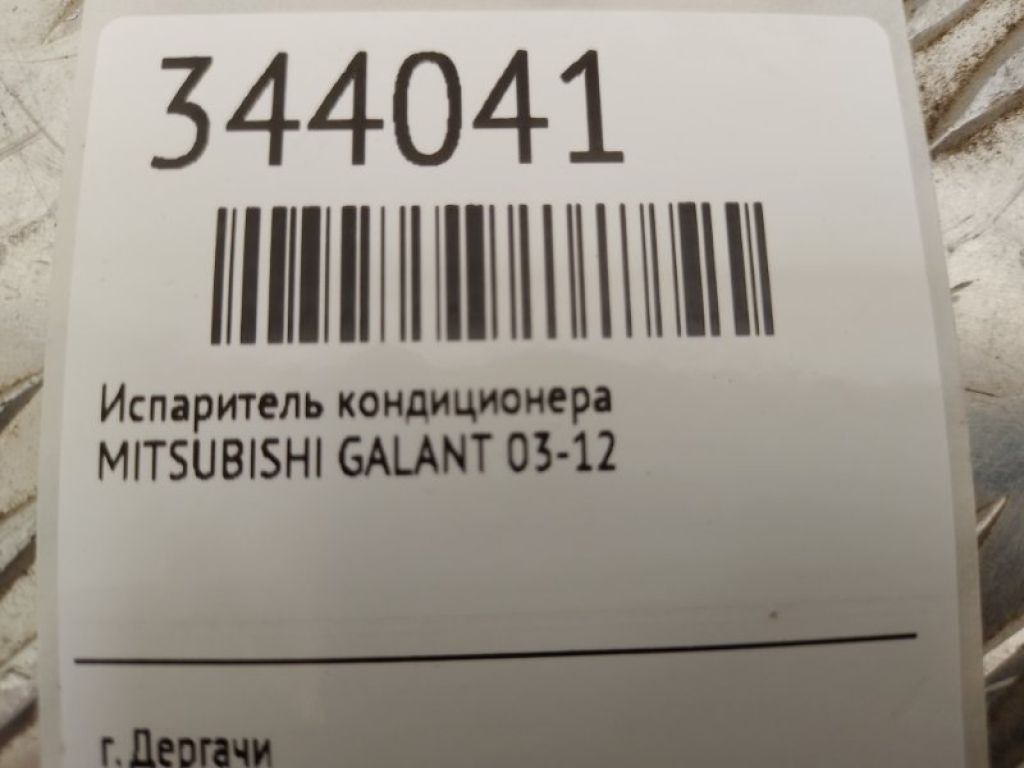 344041
Испаритель кондиционера
MITSUBISHI GALANT 03-12
г. Дергачи